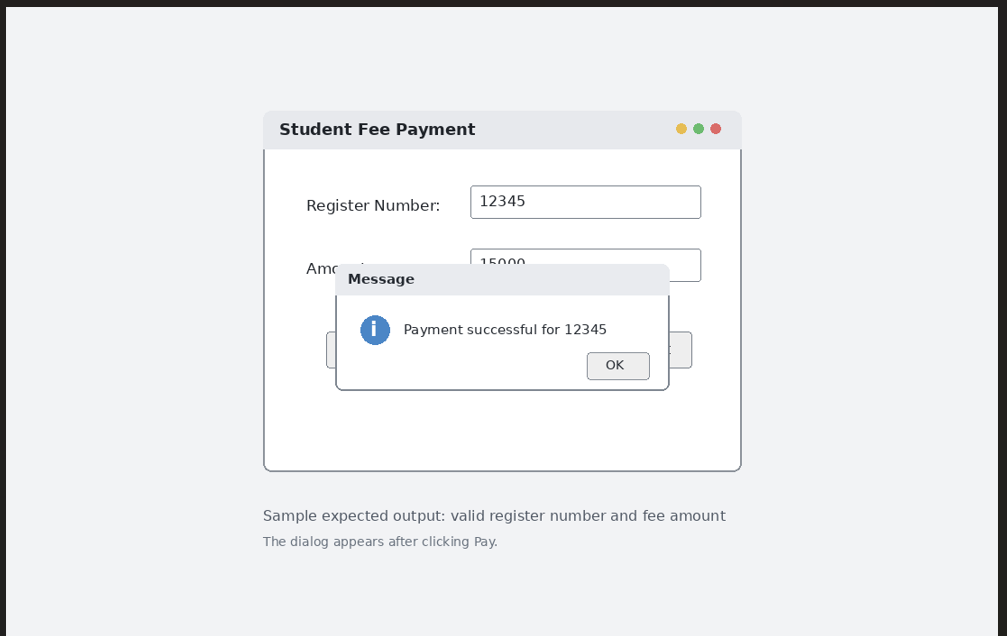 Student Fee Payment
Register Number:
12345
15000
Message
i
Payment successful for 12345
OK
Sample expected output: valid register number and fee amount
The dialog appears after clicking Pay.